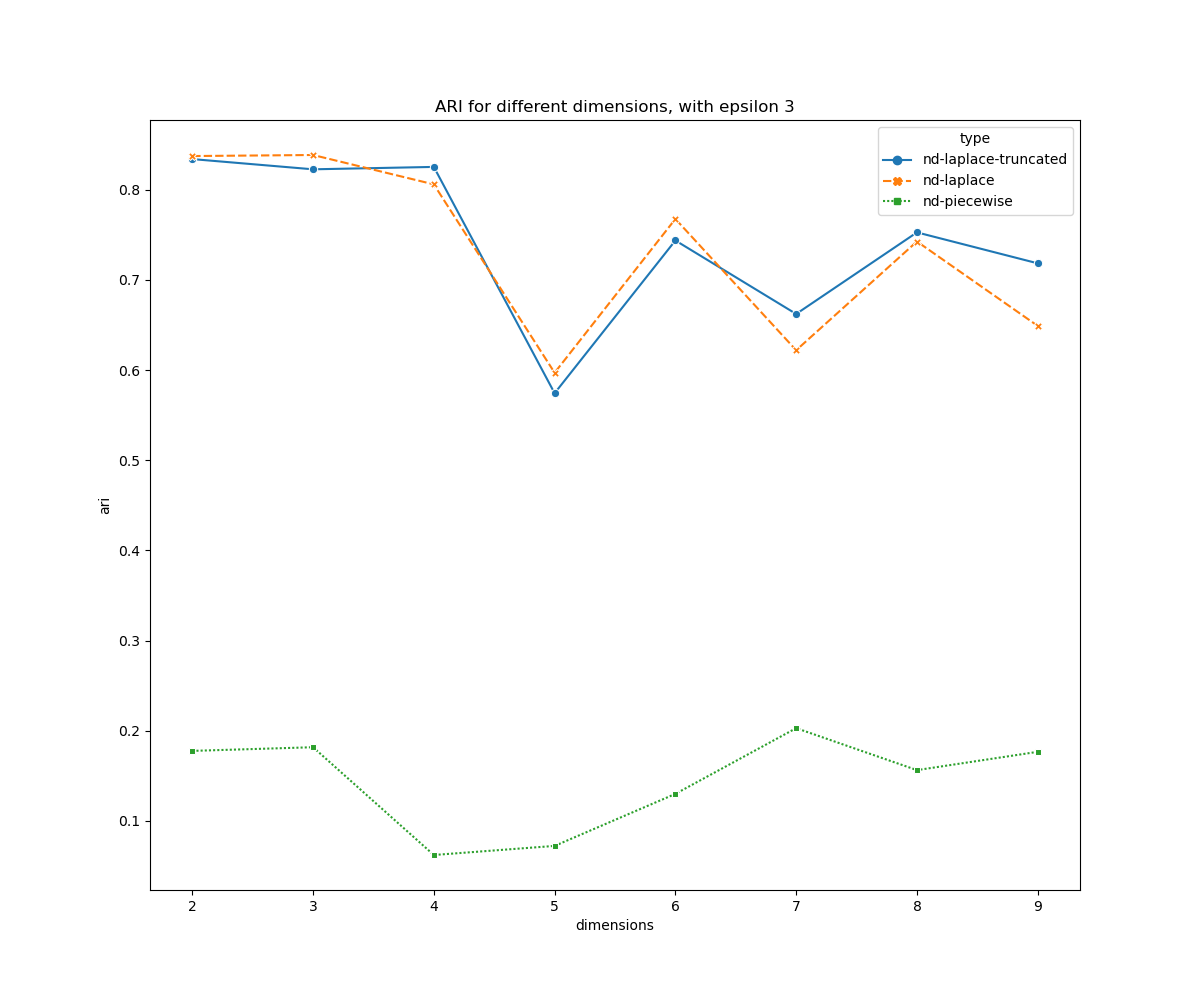 ARI for different dimensions, with epsilon 3
type
nd-laplace-truncated
nd-laplace
nd-piecewise
ari
0.8
0.7
0.6
0.5
0.4
0.3
0.2
0.1
2 3 4 5 6 7 8 9
dimensions